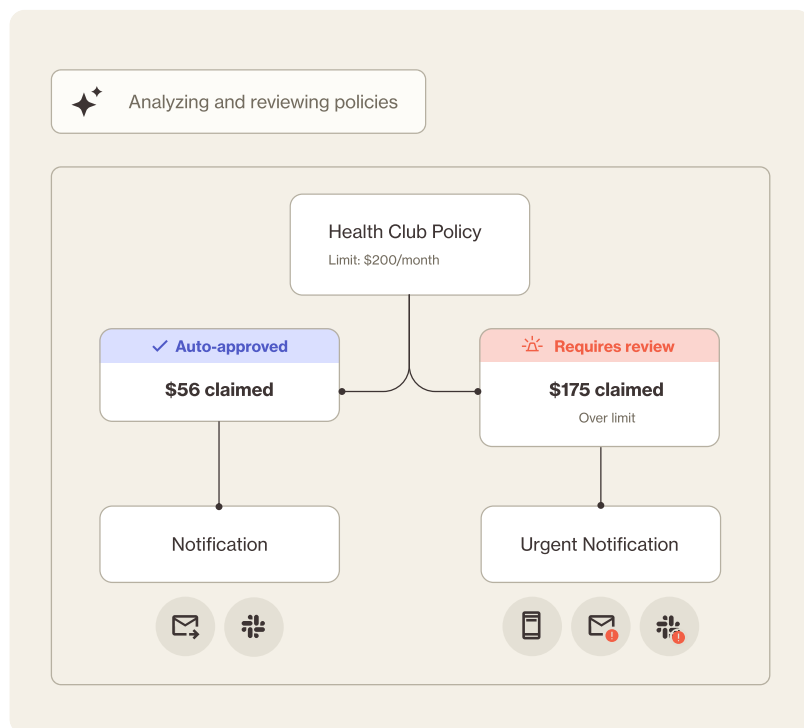 Analyzing and reviewing policies
Health Club Policy
Limit: $200/month
Auto-approved
$56 claimed
Requires review
$175 claimed
Over limit
Notification
Urgent Notification